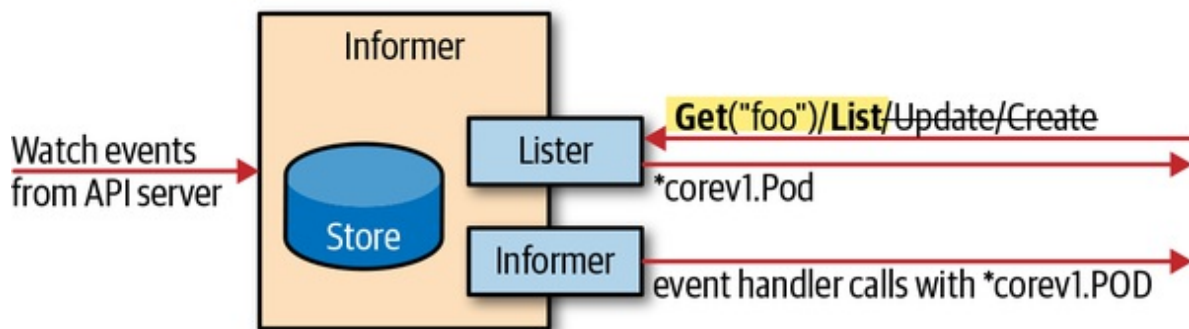 Informer
Get("foo")/List/Update/Create
Watch events
from API server
Lister
*corev1.Pod
Store
Informer
event handler calls with *corev1.POD